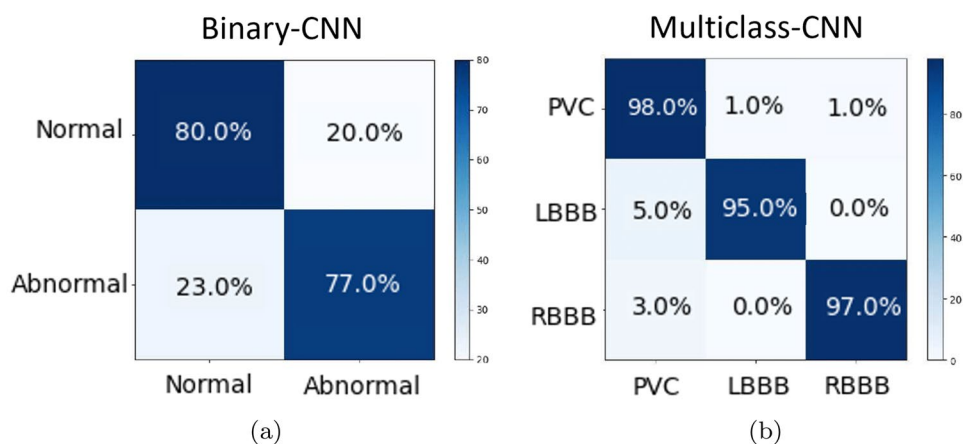 Binary-CNN
Normal
80.0%
20.0%
Abnormal
23.0%
77.0%
Normal
Abnormal
80
70
60
50
40
30
20
(a)
Multiclass-CNN
PVC
98.0%
1.0%
1.0%
LBBB
5.0%
95.0%
0.0%
RBBB
3.0%
0.0%
97.0%
PVC
LBBB
RBBB
80
60
40
20
0
(b)